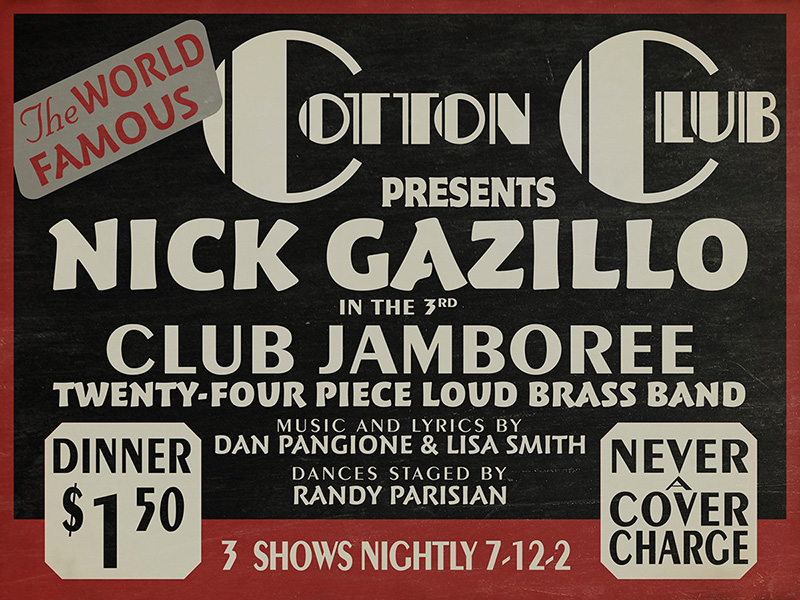 The WORLD
FAMOUS
COTTON CLUB
PRESENTS
NICK GAZILLO
IN THE 3RD
CLUB JAMBOREE
TWENTY-FOUR PIECE LOUD BRASS BAND
MUSIC AND LYRICS BY
DAN PANGIONE & LISA SMITH
DANCES STAGED BY
RANDY PARISIAN
DINNER
$1 50
NEVER
A
COVER
CHARGE
3 SHOWS NIGHTLY 7-12-2